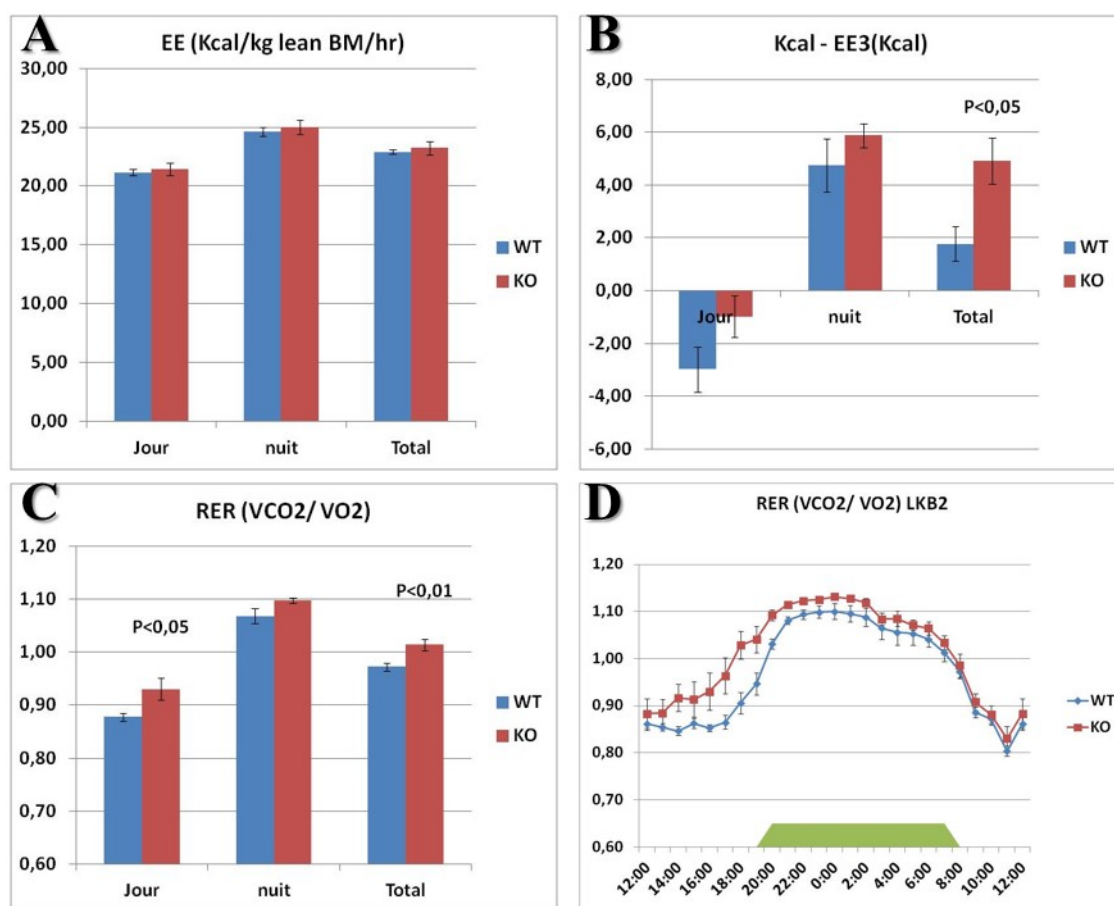 A
EE (Kcal/kg lean BM/hr)
30,00
25,00
20,00
15,00
10,00
5,00
0,00
Jour
nuit
Total
WT
KO
B
Kcal - EE3(Kcal)
8,00
6,00
4,00
2,00
0,00
-2,00
-4,00
-6,00
P<0,05
Jour
nuit
Total
WT
KO
C
RER (VCO2/ VO2)
1,20
1,10
1,00
0,90
0,80
0,70
0,60
P<0,05
P<0,01
Jour
nuit
Total
WT
KO
D
RER (VCO2/ VO2) LKB2
1,20
1,10
1,00
0,90
0,80
0,70
0,60
12:00
14:00
16:00
18:00
20:00
22:00
0:00
2:00
4:00
6:00
8:00
10:00
12:00
WT
KO